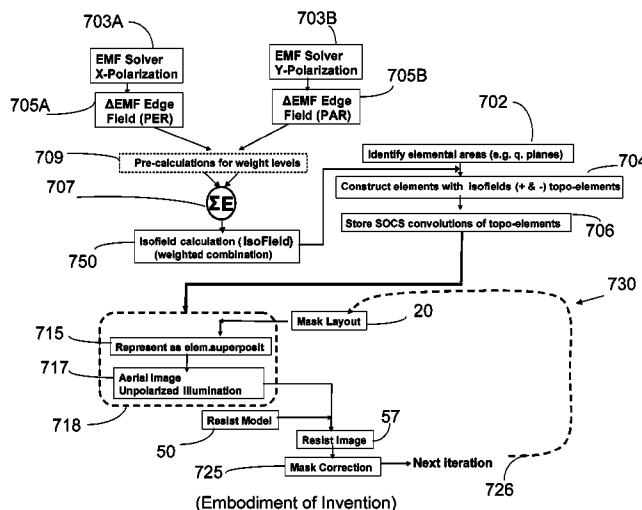 703A
703B
EMF Solver
X-Polarization
EMF Solver
Y-Polarization
705A
705B
ΔEMF Edge
Field (PER)
ΔEMF Edge
Field (PAR)
702
709
Pre-calculations for weight levels
Identify elemental areas (e.g. q. planes)
704
707
ΣE
Construct elements with isofields (+ & -) topo-elements
Store SOCS convolutions of topo-elements
706
750
Isofield calculation (IsoField)
(weighted combination)
730
715
Mask Layout
20
Represent as elem.superposit
717
Aerial Image
Unpolarized Illumination
718
Resist Model
57
50
Resist Image
725
Mask Correction
Next iteration
726
(Embodiment of Invention)